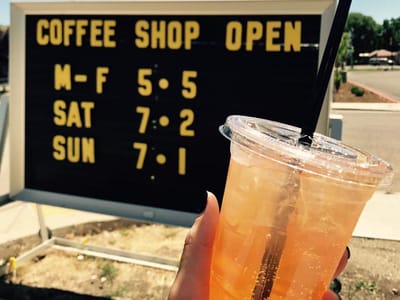 COFFEE SHOP OPEN
M-F 5•5
SAT 7•2
SUN 7•1